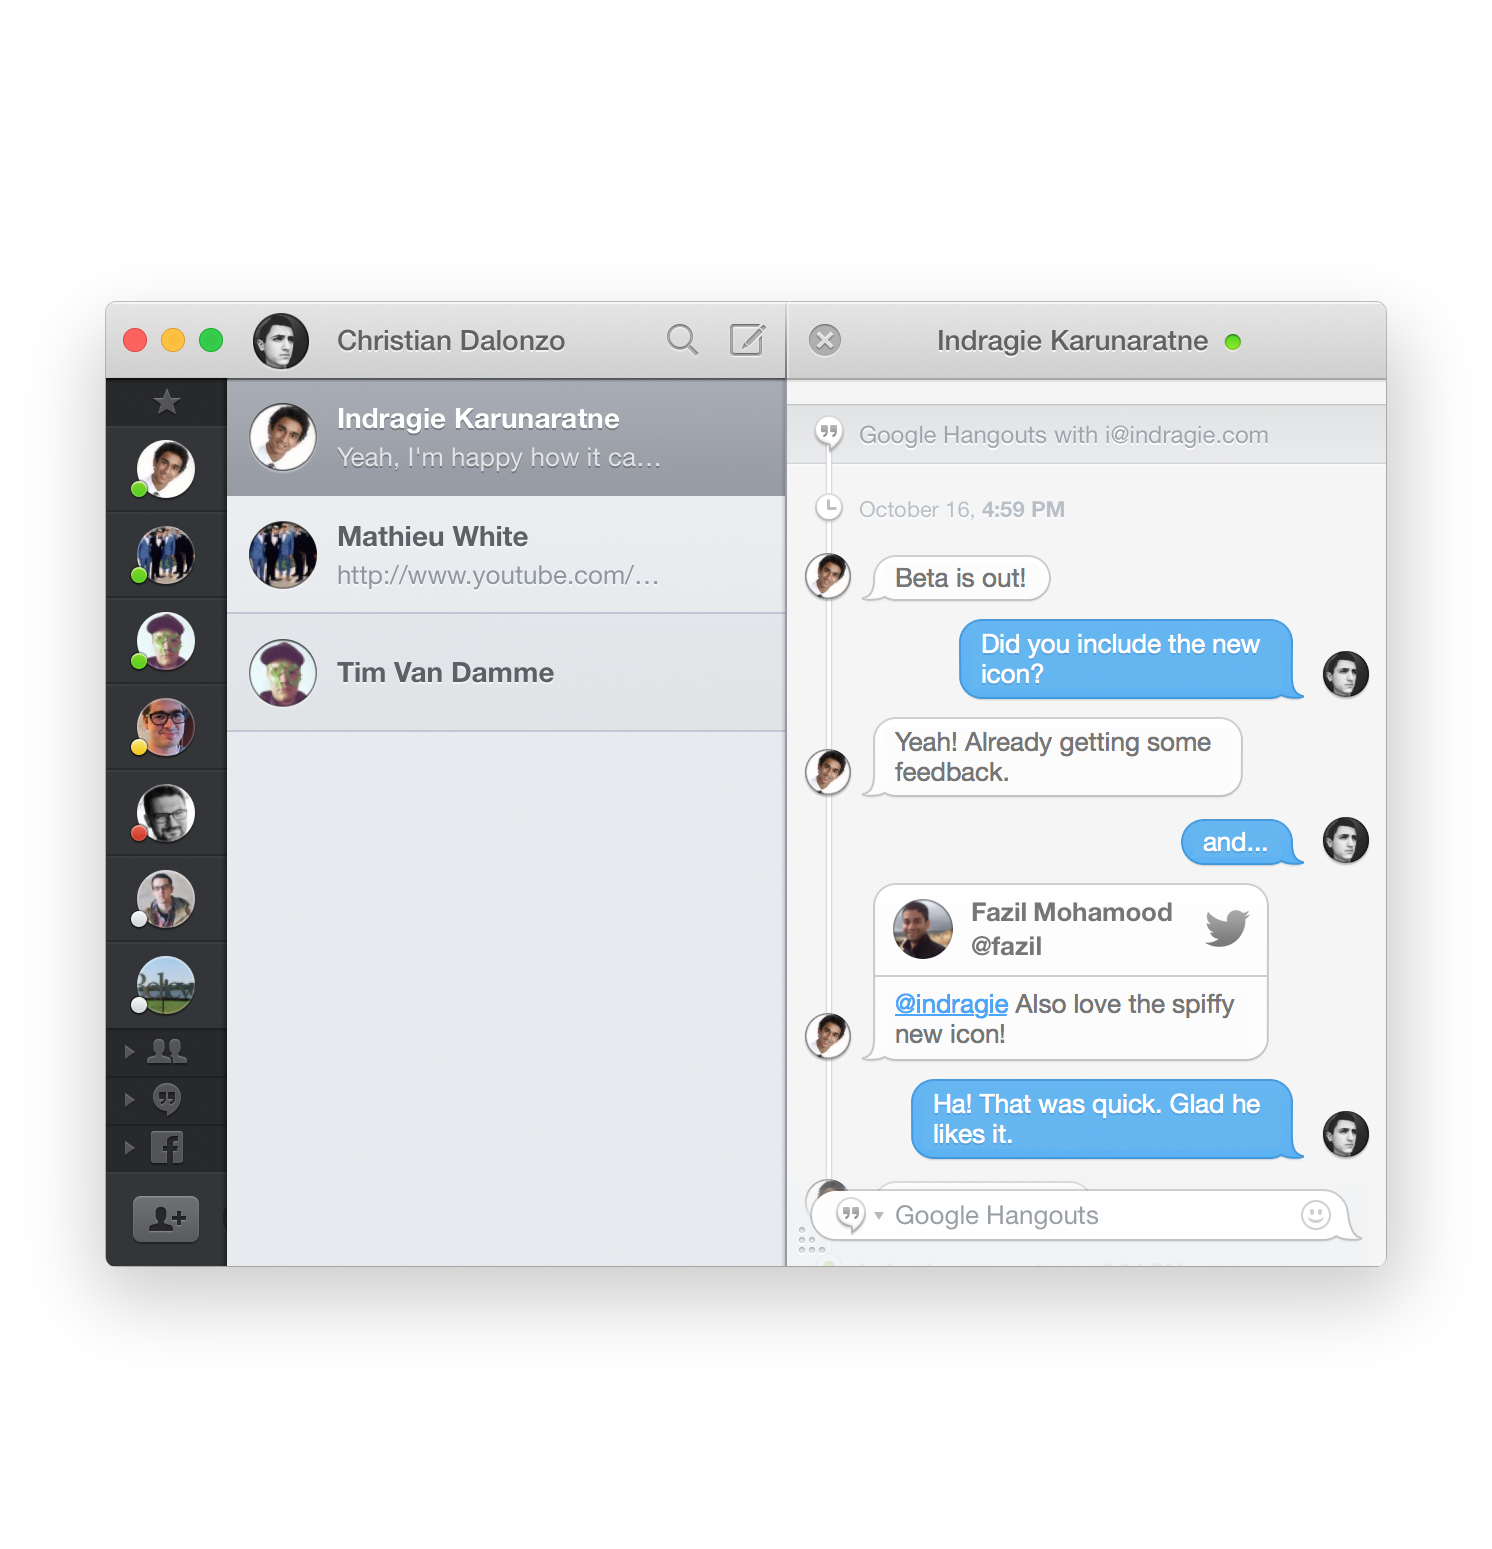 Christian Dalonzo
Indragie Karunaratne
Indragie Karunaratne
Yeah, I'm happy how it ca...
Mathieu White
http://www.youtube.com/...
Tim Van Damme
Google Hangouts with i@indragie.com
October 16, 4:59 PM
Beta is out!
Did you include the new
icon?
Yeah! Already getting some
feedback.
and...
Fazil Mohamood
@fazil
@indragie Also love the spiffy
new icon!
Ha! That was quick. Glad he
likes it.
Google Hangouts